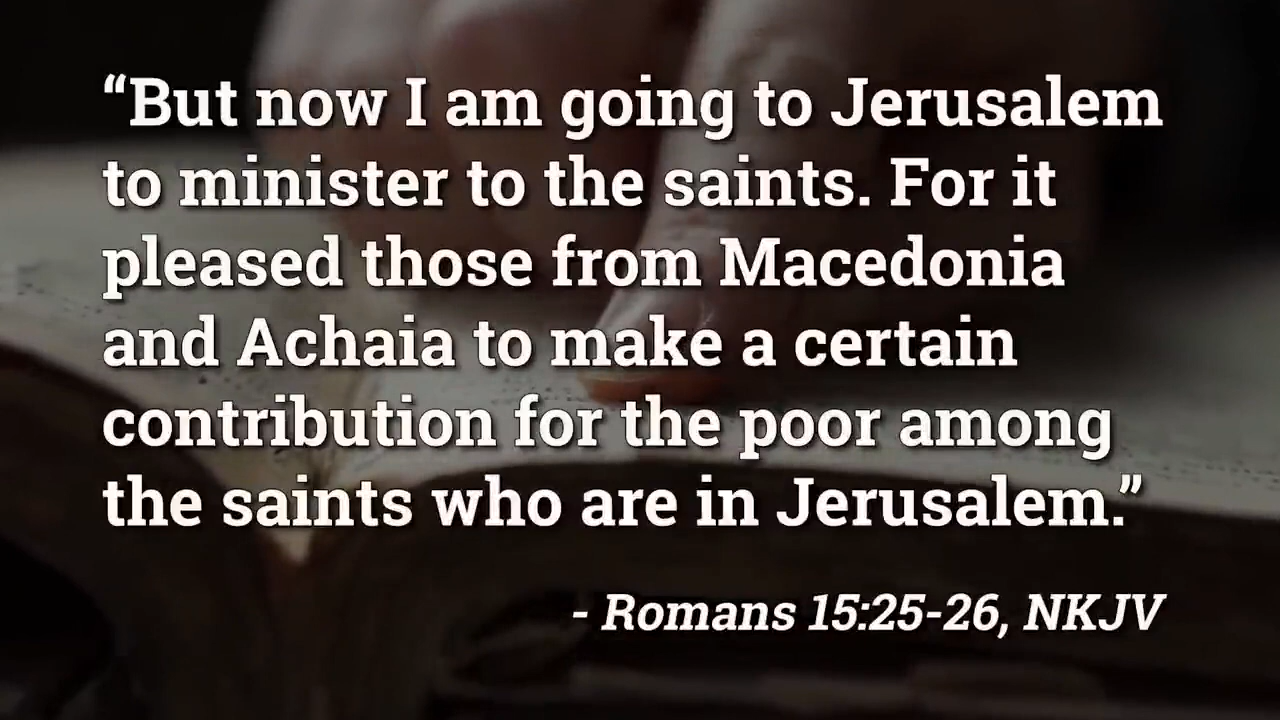 “But now I am going to Jerusalem
to minister to the saints. For it
pleased those from Macedonia
and Achaia to make a certain
contribution for the poor among
the saints who are in Jerusalem.”
- Romans 15:25-26, NKJV